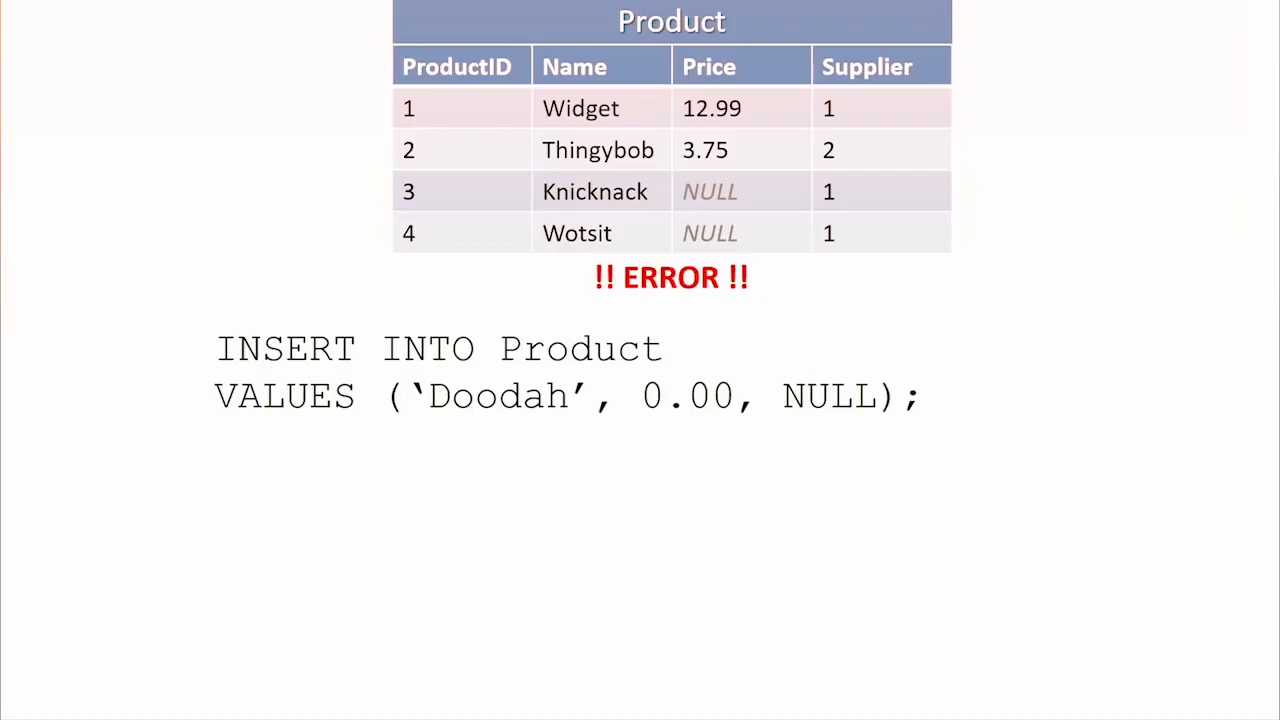 Product
ProductID Name Price Supplier
1 Widget 12.99 1
2 Thingybob 3.75 2
3 Knicknack NULL 1
4 Wotsit NULL 1
!! ERROR !!
INSERT INTO Product
VALUES (‘Doodah’, 0.00, NULL);